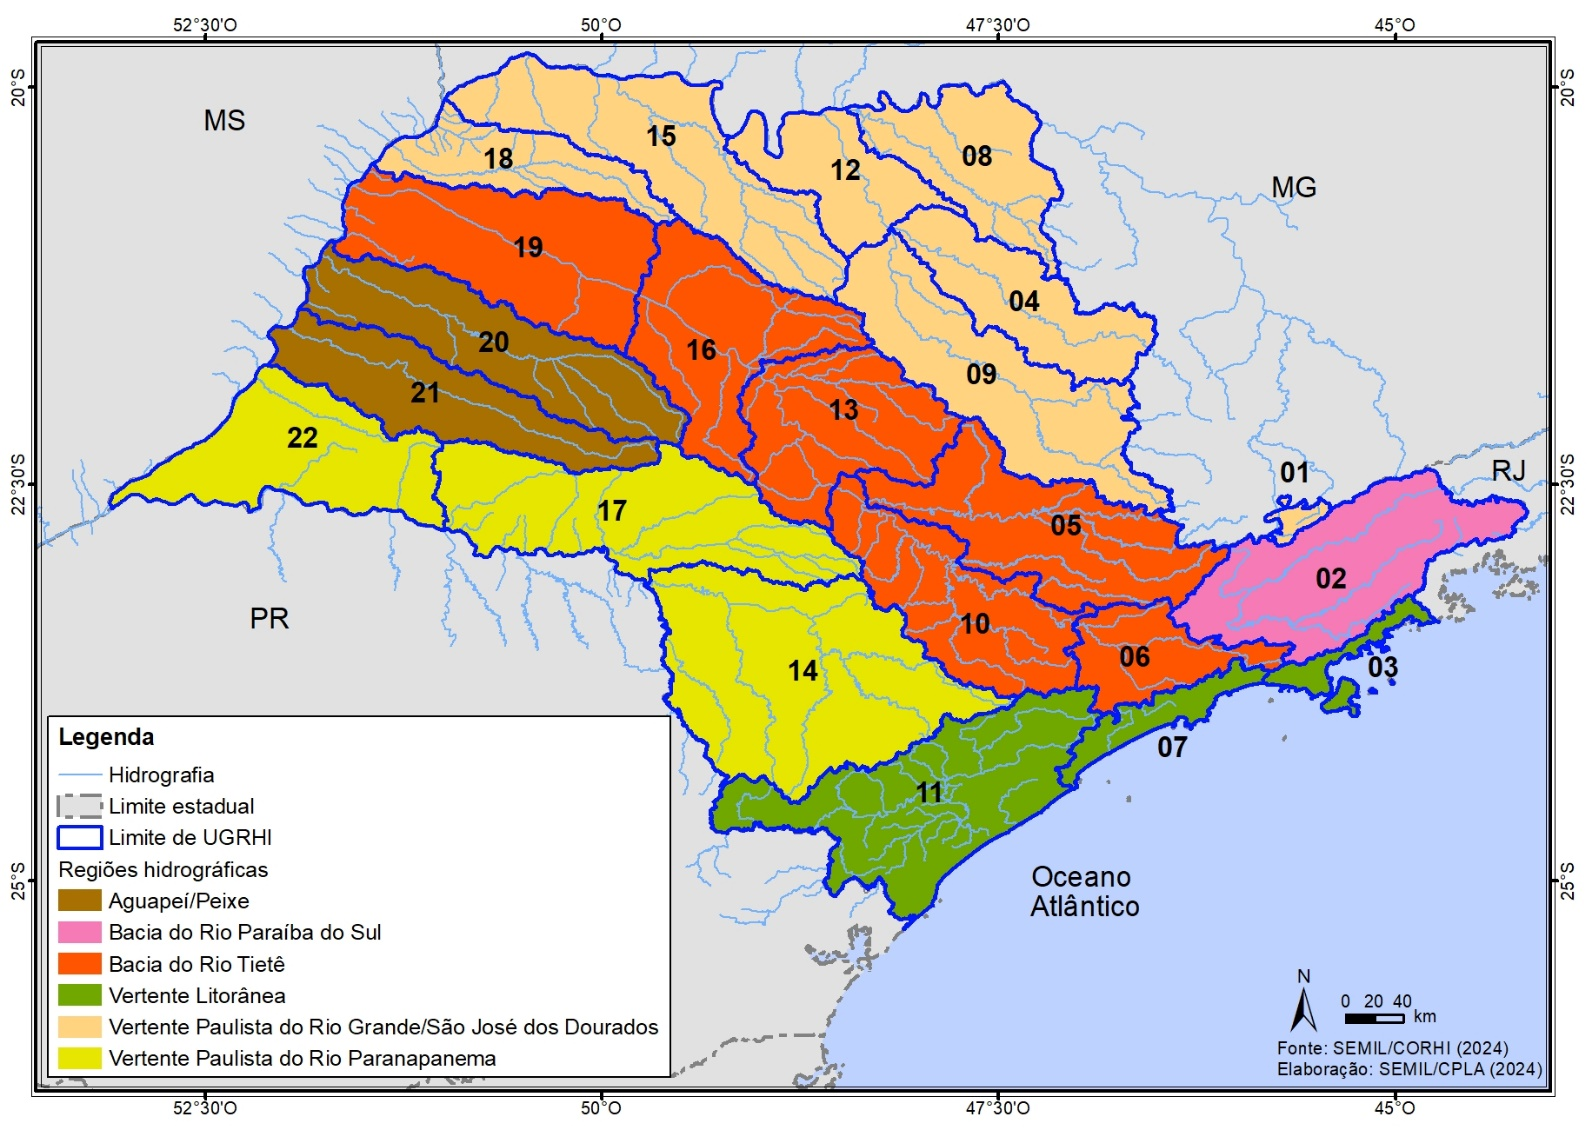 52°30'O
50°O
47°30'O
45°O
20°S
20°S
MS
15
18
12
08
MG
19
04
20
16
09
21
13
22
01
RJ
22°30'S
22°30'S
17
05
02
PR
10
06
14
03
07
11
Oceano
Atlântico
25°S
25°S
Legenda
Hidrografia
Limite estadual
Limite de UGRHI
Regiões hidrográficas
Aguapeí/Peixe
Bacia do Rio Paraíba do Sul
Bacia do Rio Tietê
Vertente Litorânea
Vertente Paulista do Rio Grande/São José dos Dourados
Vertente Paulista do Rio Paranapanema
N
0 20 40
km
Fonte: SEMIL/CORHI (2024)
Elaboração: SEMIL/CPLA (2024)
52°30'O
50°O
47°30'O
45°O